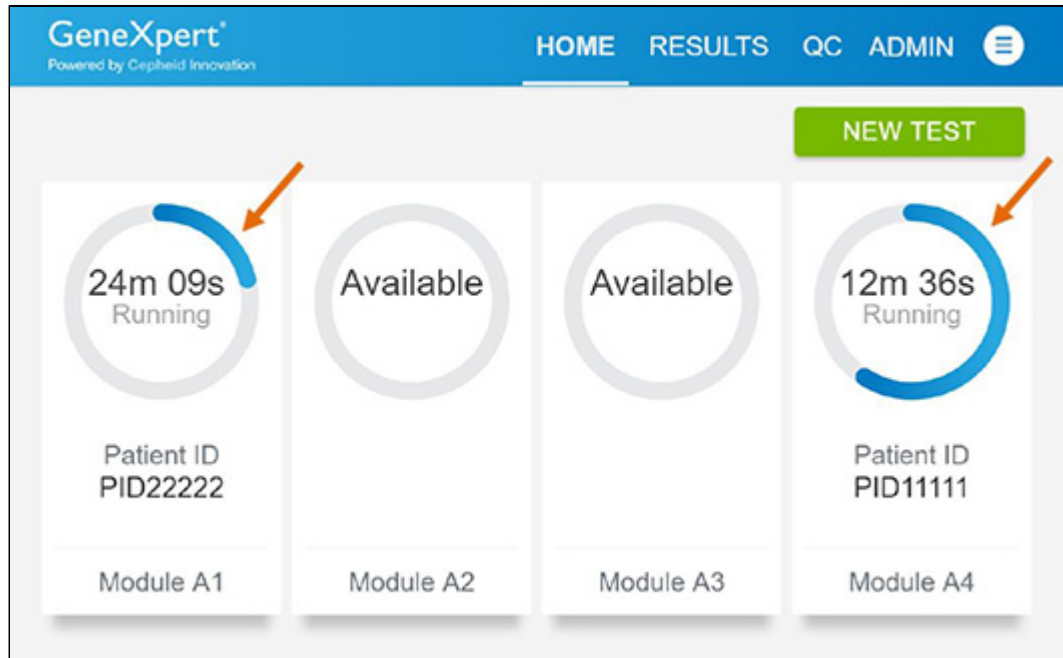 GeneXpert®
Powered by Cepheid Innovation
HOME RESULTS QC ADMIN
NEW TEST
24m 09s
Running
Patient ID
PID22222
Module A1
Available
Module A2
Available
Module A3
12m 36s
Running
Patient ID
PID11111
Module A4